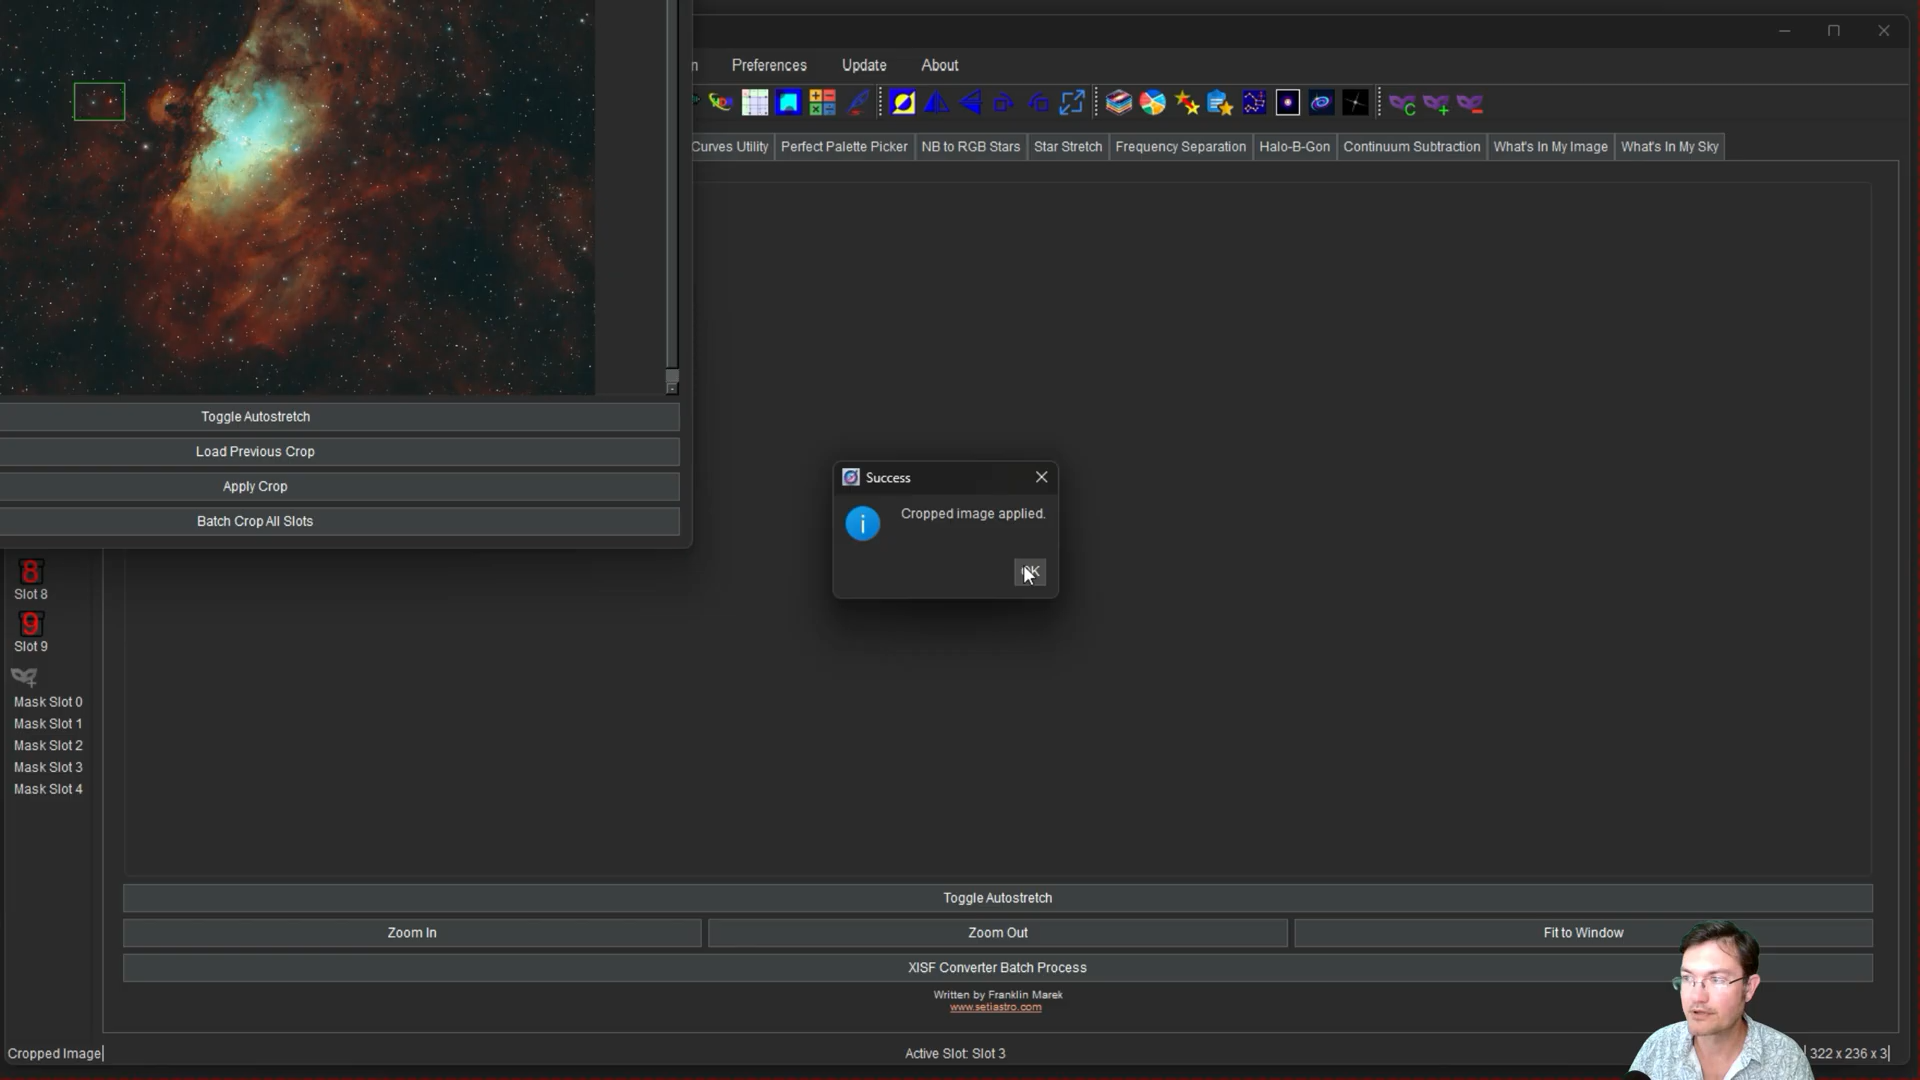 Preferences
Update
About
Curves Utility
Perfect Palette Picker
NB to RGB Stars
Star Stretch
Frequency Separation
Halo-B-Gon
Continuum Subtraction
What's In My Image
What's In My Sky
Toggle Autostretch
Load Previous Crop
Apply Crop
Batch Crop All Slots
Success
Cropped image applied.
8
Slot 8
9
Slot 9
Mask Slot 0
Mask Slot 1
Mask Slot 2
Mask Slot 3
Mask Slot 4
Toggle Autostretch
Zoom In
Zoom Out
Fit to Window
XISF Converter Batch Process
Written by Franklin Marek
www.setiastro.com
Cropped Image
Active Slot: Slot 3
322 x 236 x 3